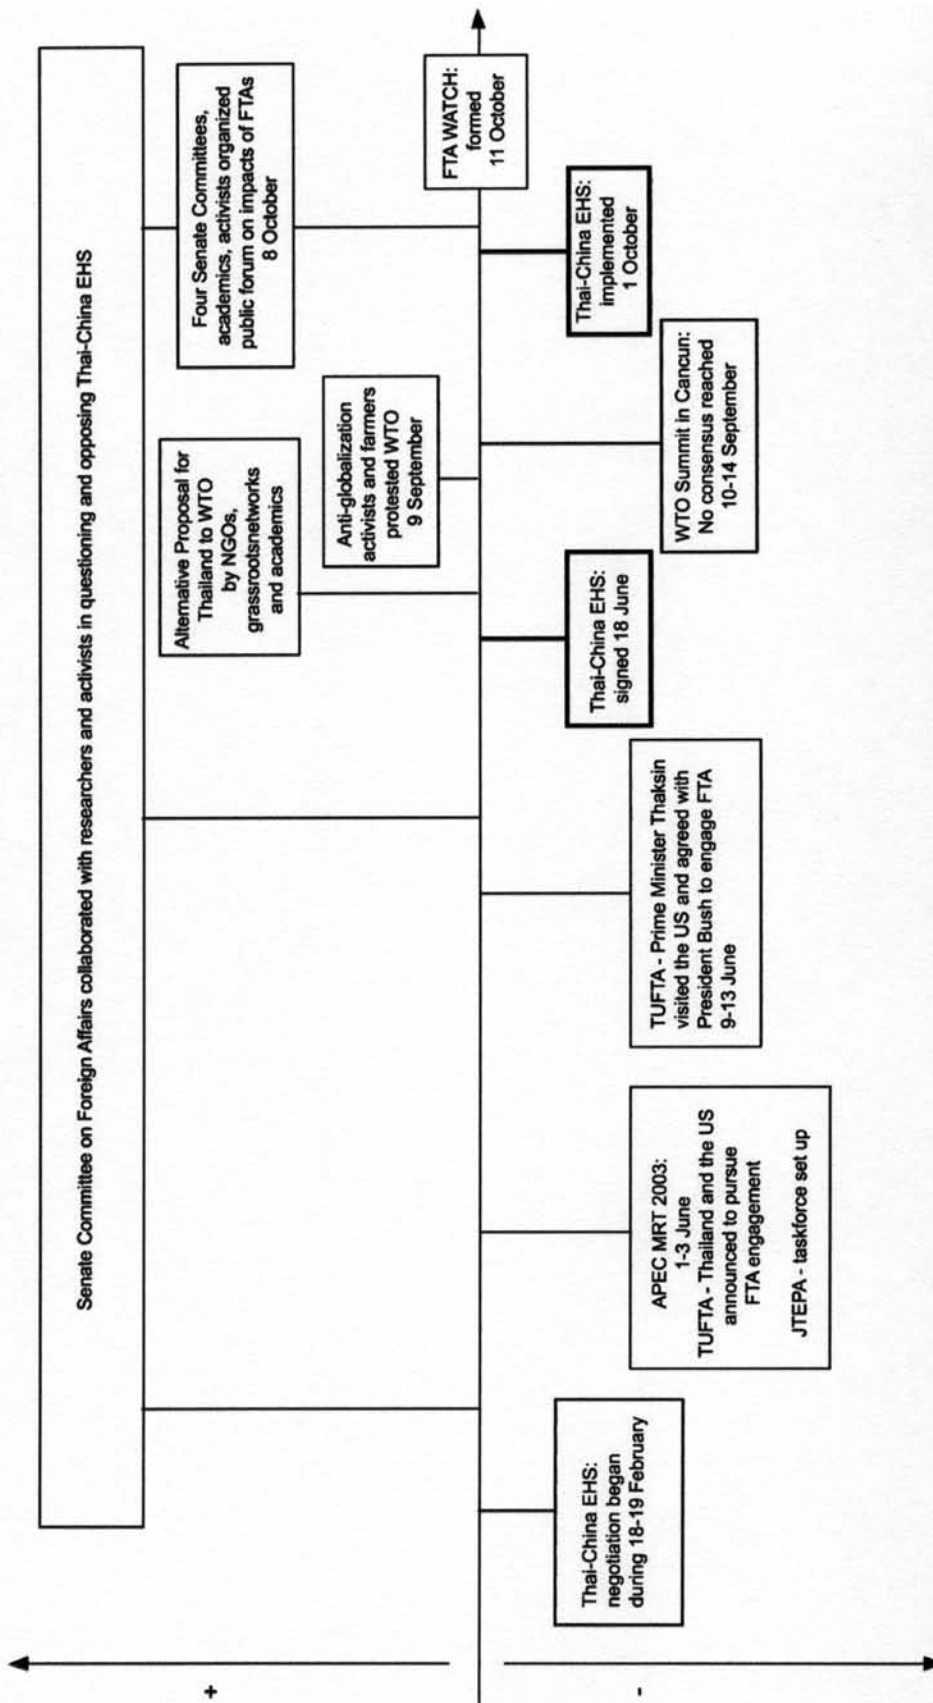 Senate Committee on Foreign Affairs collaborated with researchers and activists in questioning and opposing Thai-China EHS
Alternative Proposal for
Thailand to WTO
by NGOs,
grassrootsnetworks
and academics
Four Senate Committees,
academics, activists organized
public forum on impacts of FTAs
8 October
Anti-globalization
activists and farmers
protested WTO
9 September
FTA WATCH:
formed
11 October
+
-
Thai-China EHS:
negotiation began
during 18-19 February
APEC MRT 2003:
1-3 June
TUFTA - Thailand and the US
announced to pursue
FTA engagement
JTEPA - taskforce set up
TUFTA - Prime Minister Thaksin
visited the US and agreed with
President Bush to engage FTA
9-13 June
Thai-China EHS:
signed 18 June
WTO Summit in Cancun:
No consensus reached
10-14 September
Thai-China EHS:
implemented
1 October